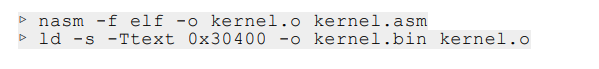 ▹ nasm -f elf -o kernel.o kernel.asm
▹ ld -s -Ttext 0x30400 -o kernel.bin kernel.o